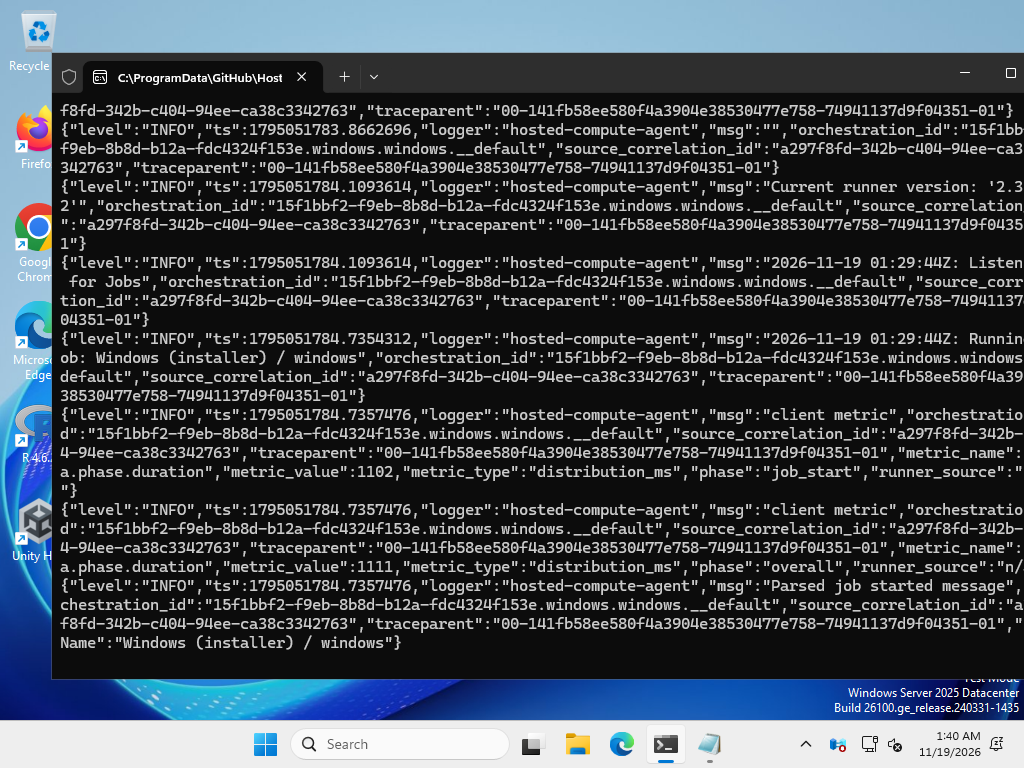 Recycle
Firefo
Googl
Chrom
Micros
Edge
R 4.6.
Unity H
C:\ProgramData\GitHub\Host
f8fd-342b-c404-94ee-ca38c3342763","traceparent":"00-141fb58ee580f4a3904e38530477e758-74941137d9f04351-01"}
{"level":"INFO","ts":1795051783.8662696,"logger":"hosted-compute-agent","msg":"","orchestration_id":"15f1bb
f9eb-8b8d-b12a-fdc4324f153e.windows.windows.__default","source_correlation_id":"a297f8fd-342b-c404-94ee-ca3
342763","traceparent":"00-141fb58ee580f4a3904e38530477e758-74941137d9f04351-01"}
{"level":"INFO","ts":1795051784.1093614,"logger":"hosted-compute-agent","msg":"Current runner version: '2.3
2'","orchestration_id":"15f1bbf2-f9eb-8b8d-b12a-fdc4324f153e.windows.windows.__default","source_correlation
":"a297f8fd-342b-c404-94ee-ca38c3342763","traceparent":"00-141fb58ee580f4a3904e38530477e758-74941137d9f0435
1"}
{"level":"INFO","ts":1795051784.1093614,"logger":"hosted-compute-agent","msg":"2026-11-19 01:29:44Z: Listen
for Jobs","orchestration_id":"15f1bbf2-f9eb-8b8d-b12a-fdc4324f153e.windows.windows.__default","source_corr
tion_id":"a297f8fd-342b-c404-94ee-ca38c3342763","traceparent":"00-141fb58ee580f4a3904e38530477e758-74941137
04351-01"}
{"level":"INFO","ts":1795051784.7354312,"logger":"hosted-compute-agent","msg":"2026-11-19 01:29:44Z: Runnin
ob: Windows (installer) / windows","orchestration_id":"15f1bbf2-f9eb-8b8d-b12a-fdc4324f153e.windows.windows
default","source_correlation_id":"a297f8fd-342b-c404-94ee-ca38c3342763","traceparent":"00-141fb58ee580f4a39
38530477e758-74941137d9f04351-01"}
{"level":"INFO","ts":1795051784.7357476,"logger":"hosted-compute-agent","msg":"client metric","orchestratio
d":"15f1bbf2-f9eb-8b8d-b12a-fdc4324f153e.windows.windows.__default","source_correlation_id":"a297f8fd-342b-
4-94ee-ca38c3342763","traceparent":"00-141fb58ee580f4a3904e38530477e758-74941137d9f04351-01","metric_name":
a.phase.duration","metric_value":1102,"metric_type":"distribution_ms","phase":"job_start","runner_source":"
"}
{"level":"INFO","ts":1795051784.7357476,"logger":"hosted-compute-agent","msg":"client metric","orchestratio
d":"15f1bbf2-f9eb-8b8d-b12a-fdc4324f153e.windows.windows.__default","source_correlation_id":"a297f8fd-342b-
4-94ee-ca38c3342763","traceparent":"00-141fb58ee580f4a3904e38530477e758-74941137d9f04351-01","metric_name":
a.phase.duration","metric_value":1111,"metric_type":"distribution_ms","phase":"overall","runner_source":"n/
{"level":"INFO","ts":1795051784.7357476,"logger":"hosted-compute-agent","msg":"Parsed job started message",
chestration_id":"15f1bbf2-f9eb-8b8d-b12a-fdc4324f153e.windows.windows.__default","source_correlation_id":"a
f8fd-342b-c404-94ee-ca38c3342763","traceparent":"00-141fb58ee580f4a3904e38530477e758-74941137d9f04351-01","
Name":"Windows (installer) / windows"}
Test Mode
Windows Server 2025 Datacenter
Build 26100.ge_release.240331-1435
Search
1:40 AM
11/19/2026